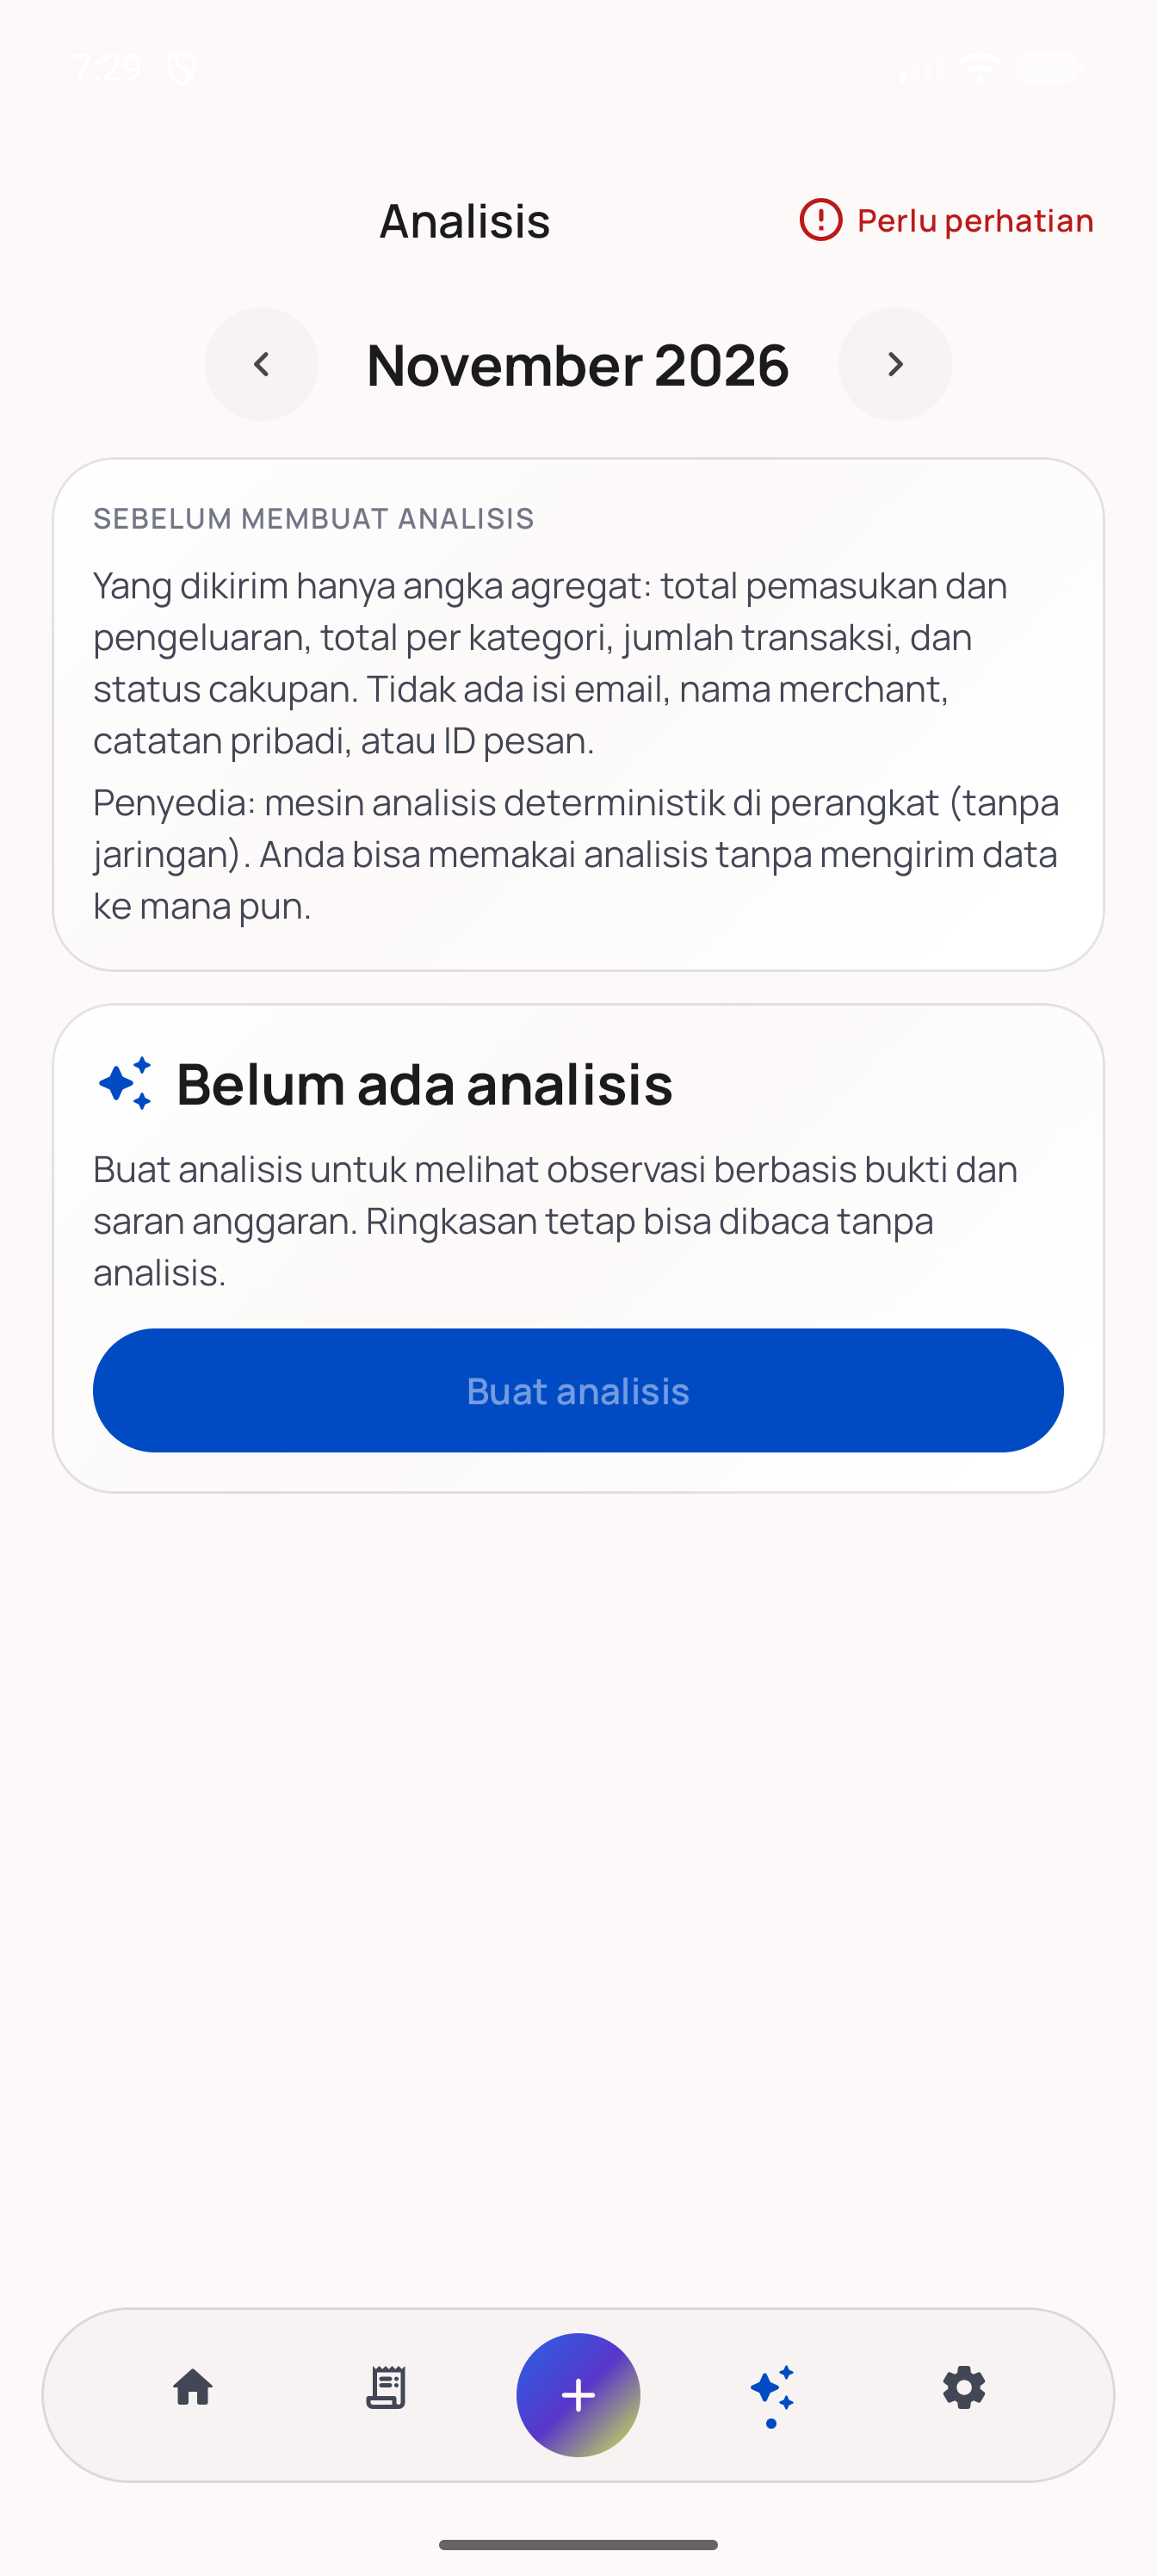 7:29
Analisis
Perlu perhatian
November 2026
SEBELUM MEMBUAT ANALISIS
Yang dikirim hanya angka agregat: total pemasukan dan
pengeluaran, total per kategori, jumlah transaksi, dan
status cakupan. Tidak ada isi email, nama merchant,
catatan pribadi, atau ID pesan.
Penyedia: mesin analisis deterministik di perangkat (tanpa
jaringan). Anda bisa memakai analisis tanpa mengirim data
ke mana pun.
Belum ada analisis
Buat analisis untuk melihat observasi berbasis bukti dan
saran anggaran. Ringkasan tetap bisa dibaca tanpa
analisis.
Buat analisis